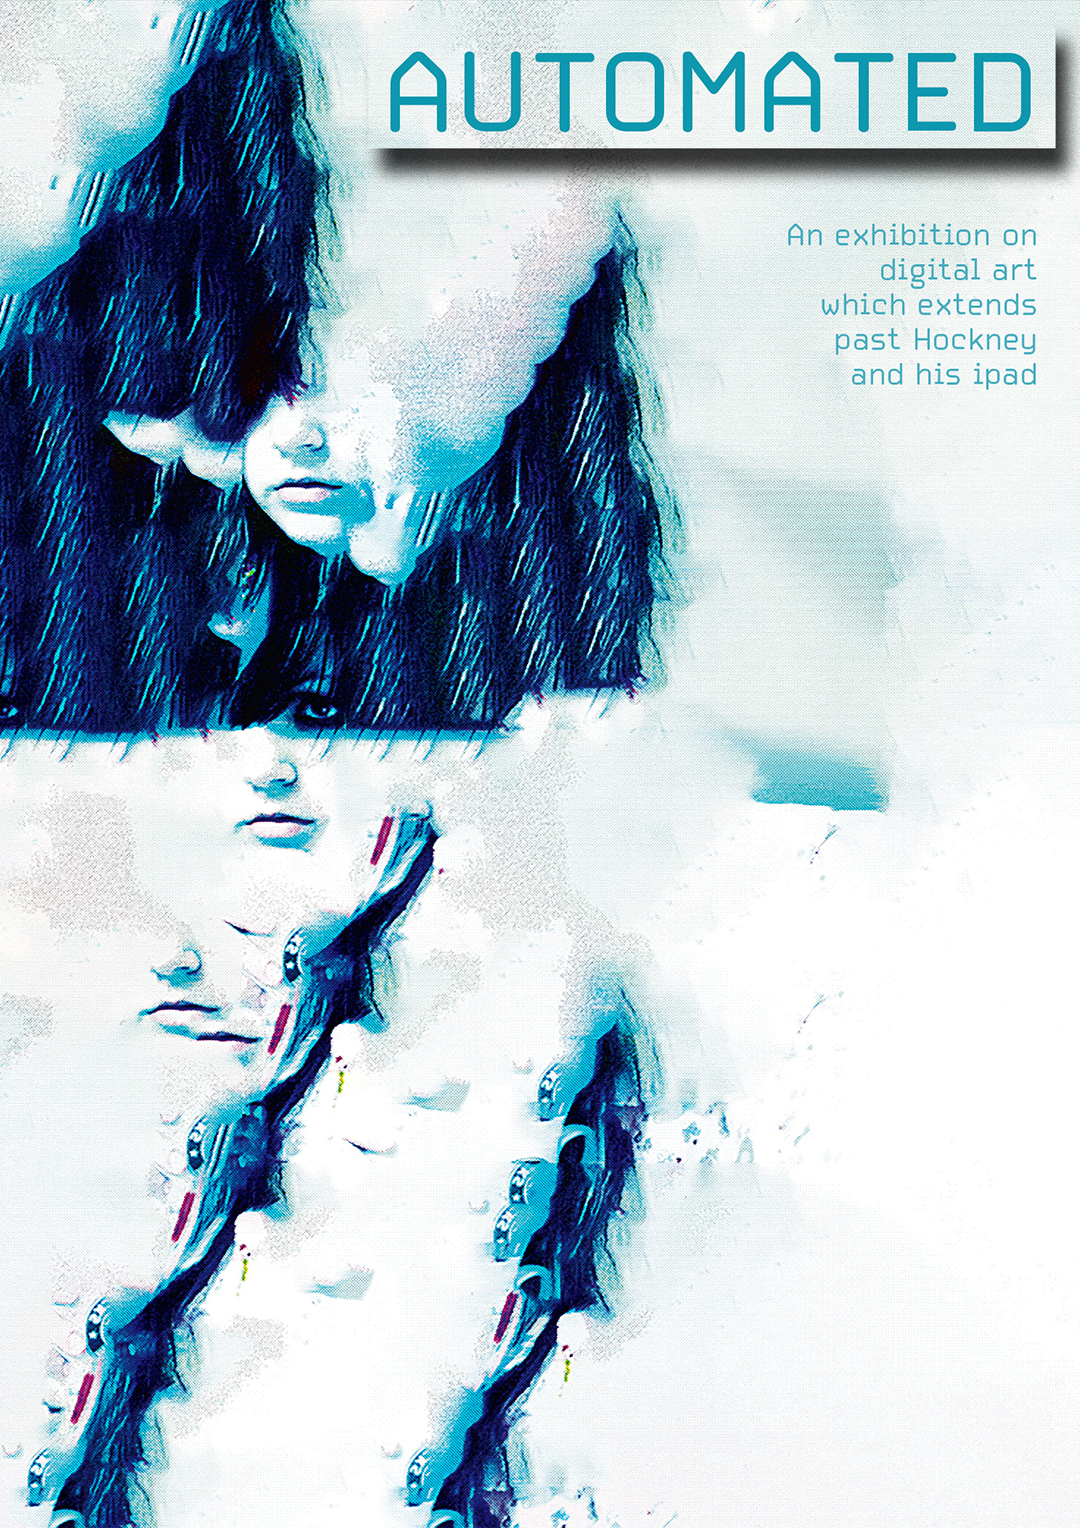 AUTOMATED
An exhibition on
digital art
which extends
past Hockney
and his ipad